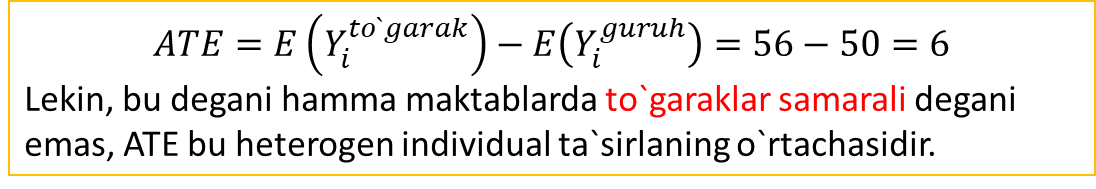 ATE = E(Y_i^{to`garak}) − E(Y_i^{guruh}) = 56 − 50 = 6
Lekin, bu degani hamma maktablarda to`garaklar samarali degani
emas, ATE bu heterogen individual ta`sirlaning o`rtachasidir.